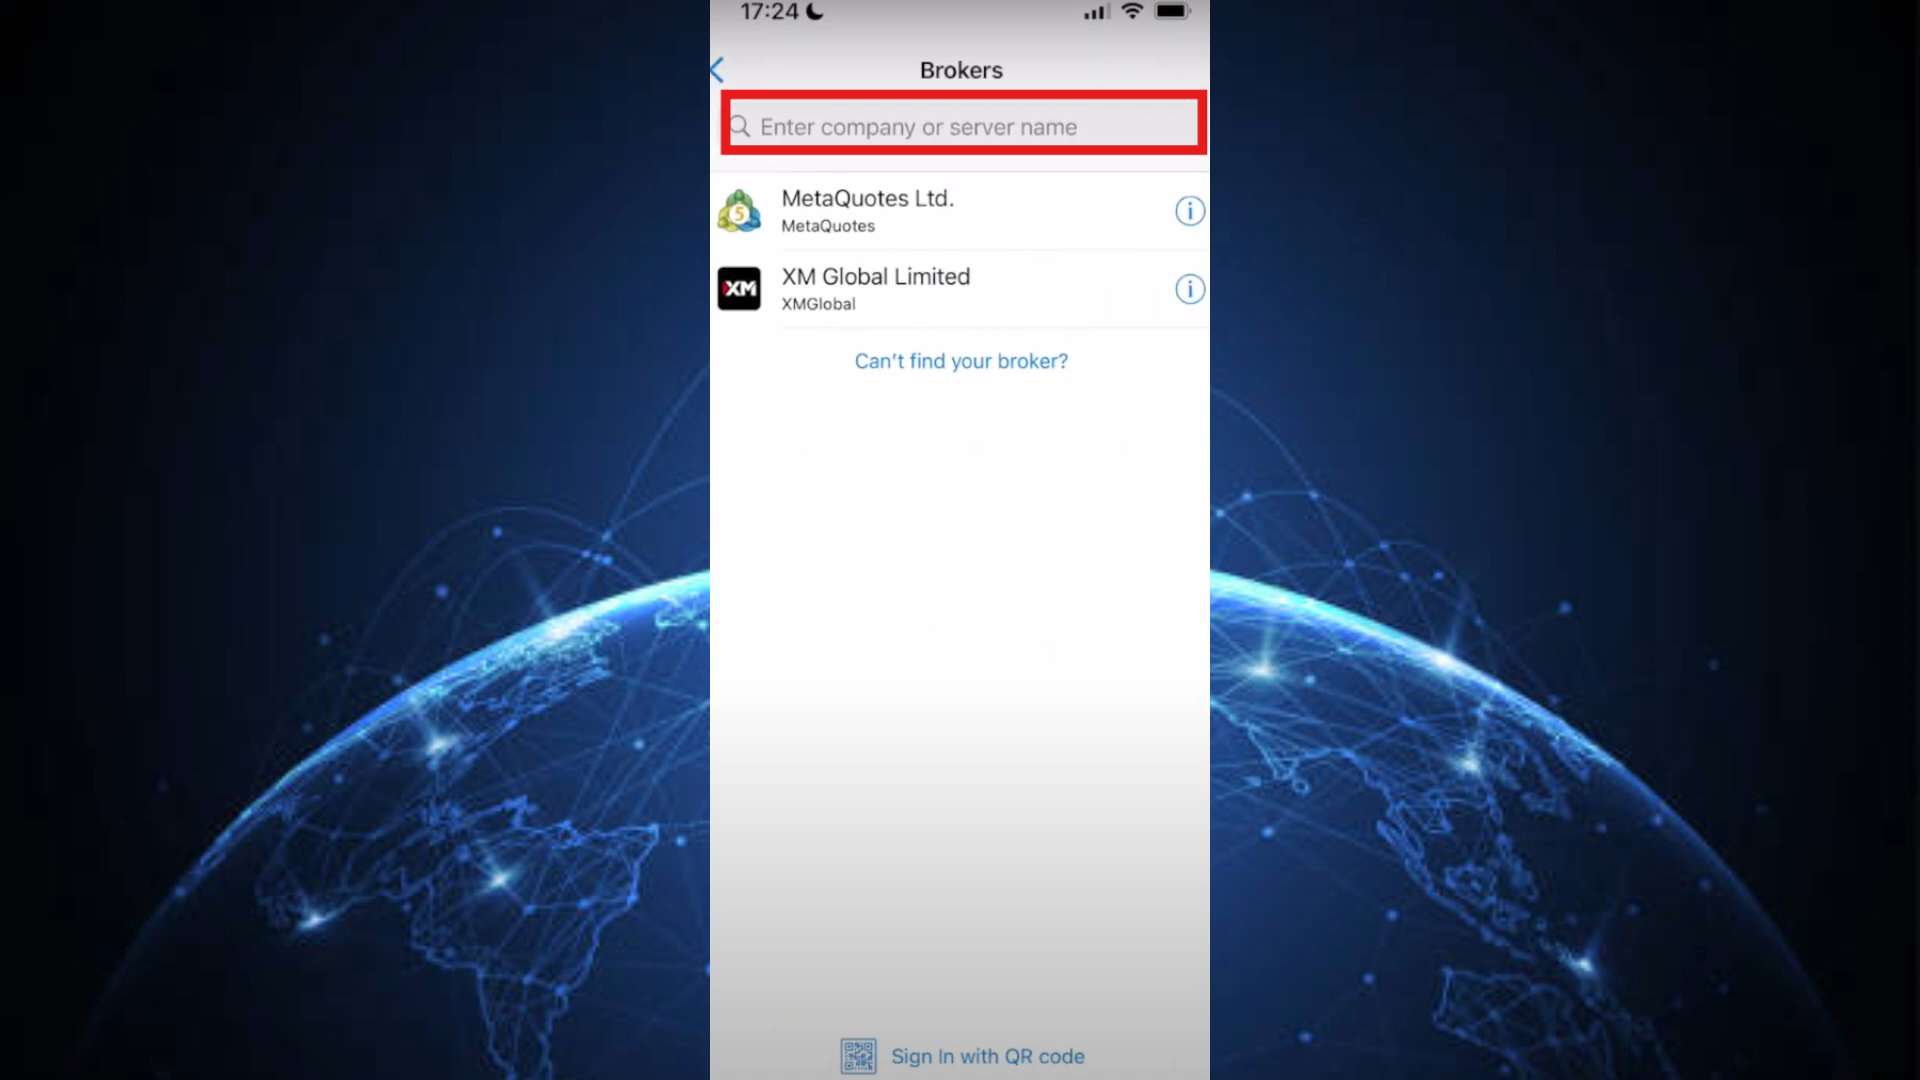 17:24
Brokers
Enter company or server name
5
MetaQuotes Ltd.
MetaQuotes
XM
XM Global Limited
XMGlobal
Can't find your broker?
Sign In with QR code